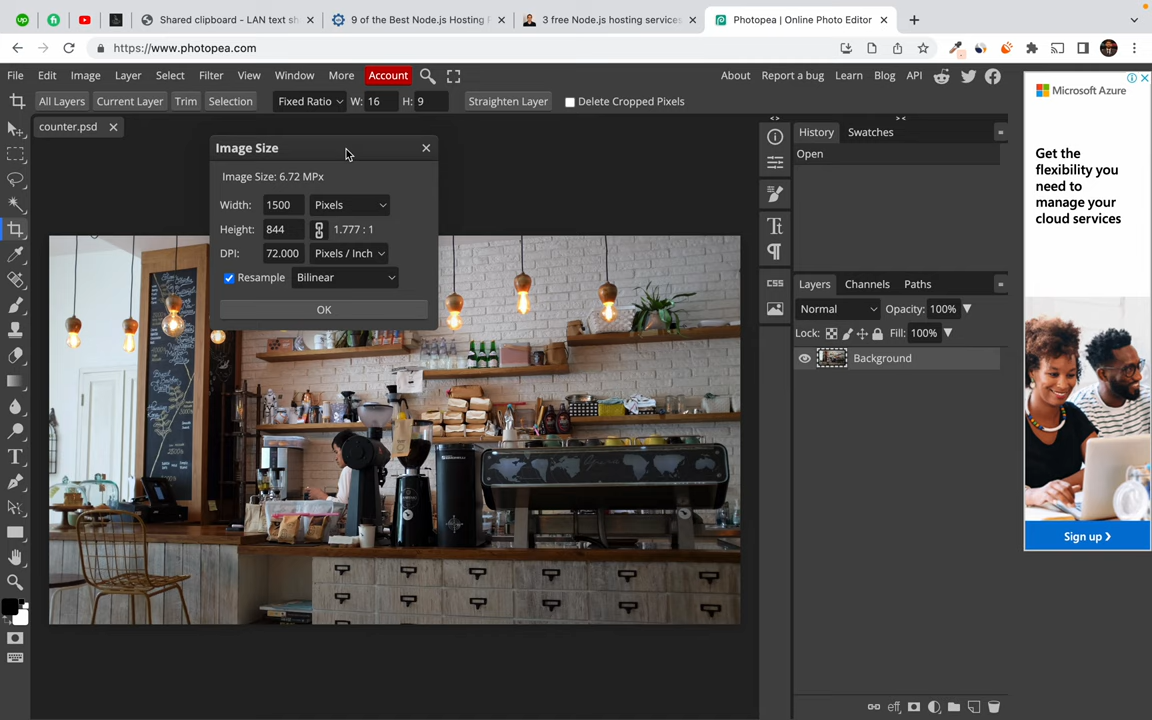 Shared clipboard - LAN text sh
9 of the Best Node.js Hosting
3 free Node.js hosting services
Photopea | Online Photo Editor
https://www.photopea.com
File Edit Image Layer Select Filter View Window More Account
About Report a bug Learn Blog API
All Layers Current Layer Trim Selection Fixed Ratio W: 16 H: 9 Straighten Layer Delete Cropped Pixels
counter.psd
Image Size
Image Size: 6.72 MPx
Width: 1500 Pixels
Height: 844 1.777 : 1
DPI: 72.000 Pixels / Inch
Resample Bilinear
OK
CSS
History Swatches
Open
Layers Channels Paths
Normal Opacity: 100%
Lock: Fill: 100%
Background
eff
Microsoft Azure
Get the
flexibility you
need to
manage your
cloud services
Sign up